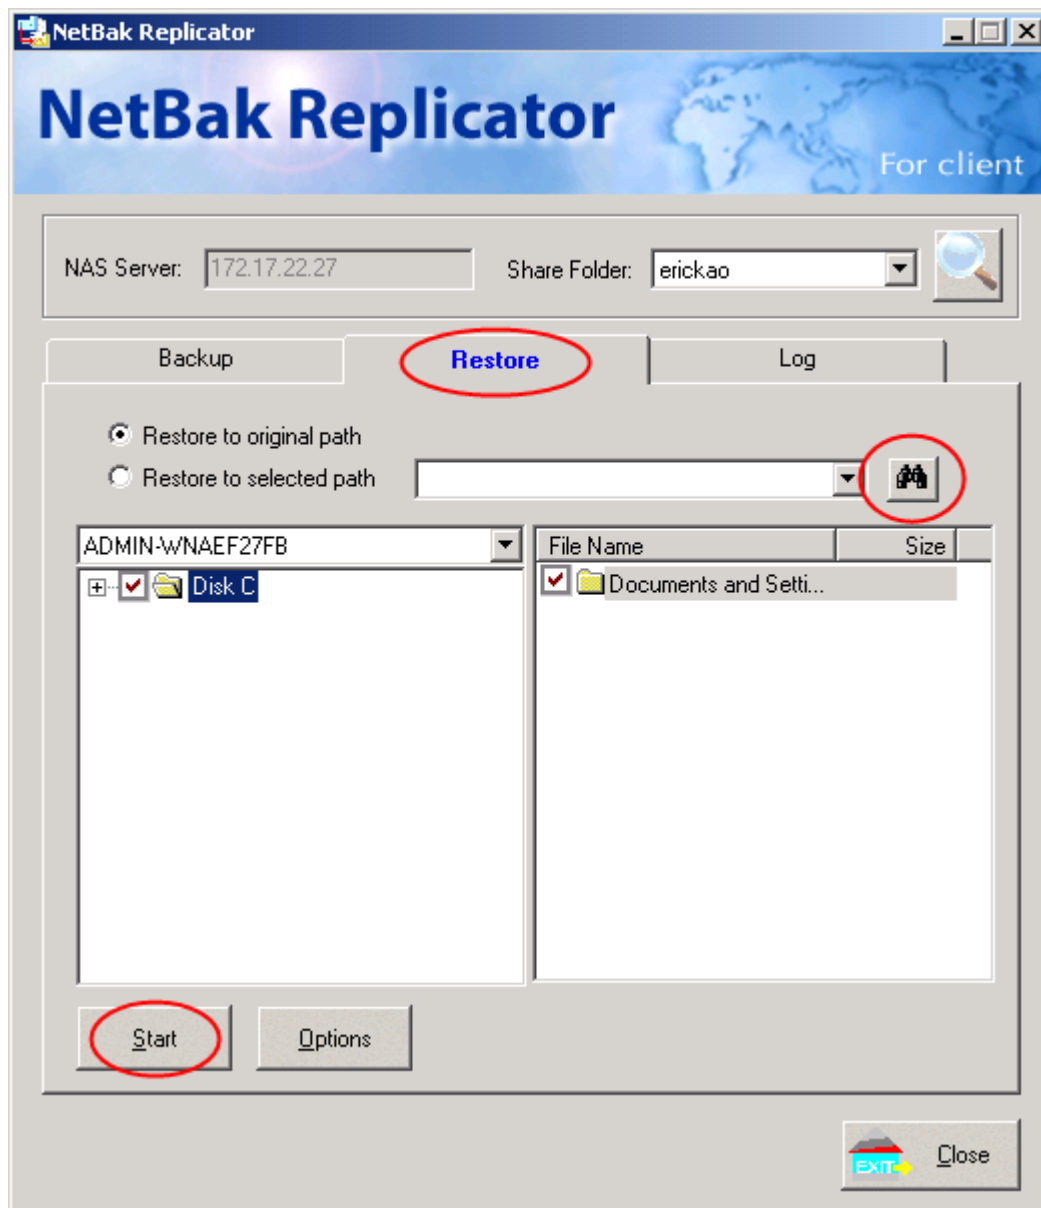 NetBak Replicator
NetBak Replicator
For client
NAS Server: 172.17.22.27 Share Folder: erickao
Backup Restore Log
Restore to original path
Restore to selected path
ADMIN-WNAEF27FB File Name Size
Disk C Documents and Setti...
Start Options
EXIT Close